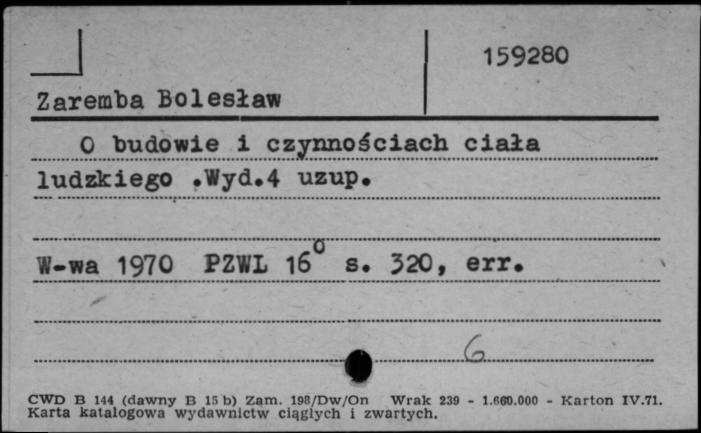 159280
Zaremba Bolesław
O budowie i czynnościach ciała
ludzkiego .Wyd.4 uzup.
W-wa 1970 PZWL 16° s. 320, err.
6
CWD B 144 (dawny B 15 b) Zam. 198/Dw/On Wrak 239 - 1.660.000 - Karton IV.71.
Karta katalogowa wydawnictw ciągłych i zwartych.